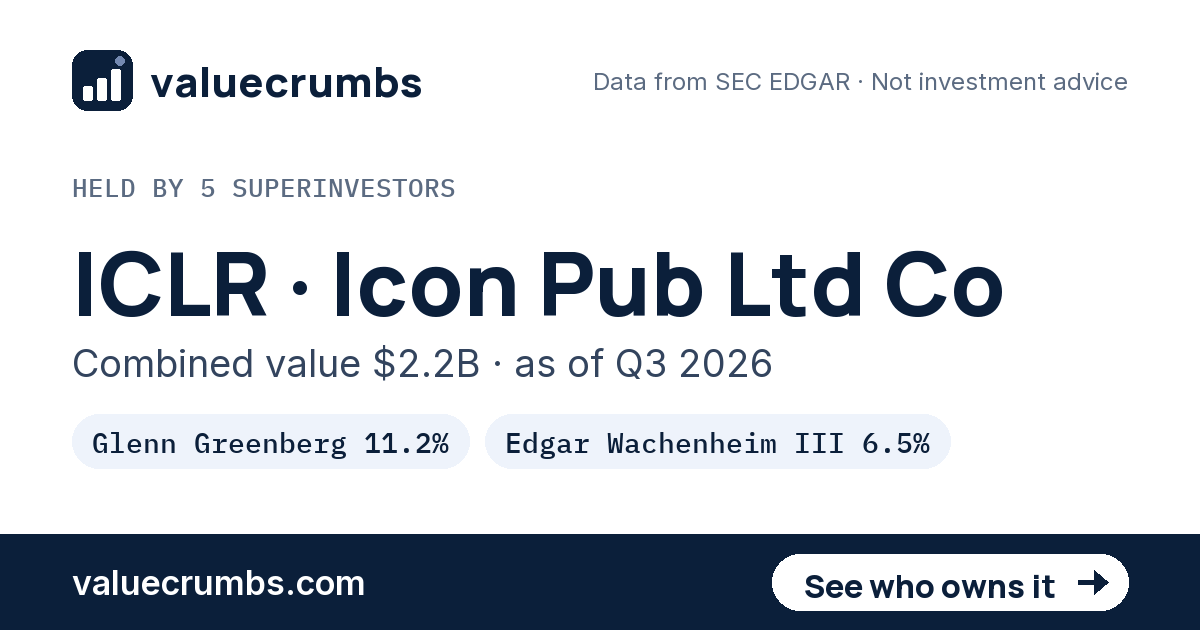 valuecrumbs
Data from SEC EDGAR · Not investment advice
HELD BY 5 SUPERINVESTORS
ICLR · Icon Pub Ltd Co
Combined value $2.2B · as of Q3 2026
Glenn Greenberg 11.2%
Edgar Wachenheim III 6.5%
valuecrumbs.com
See who owns it →